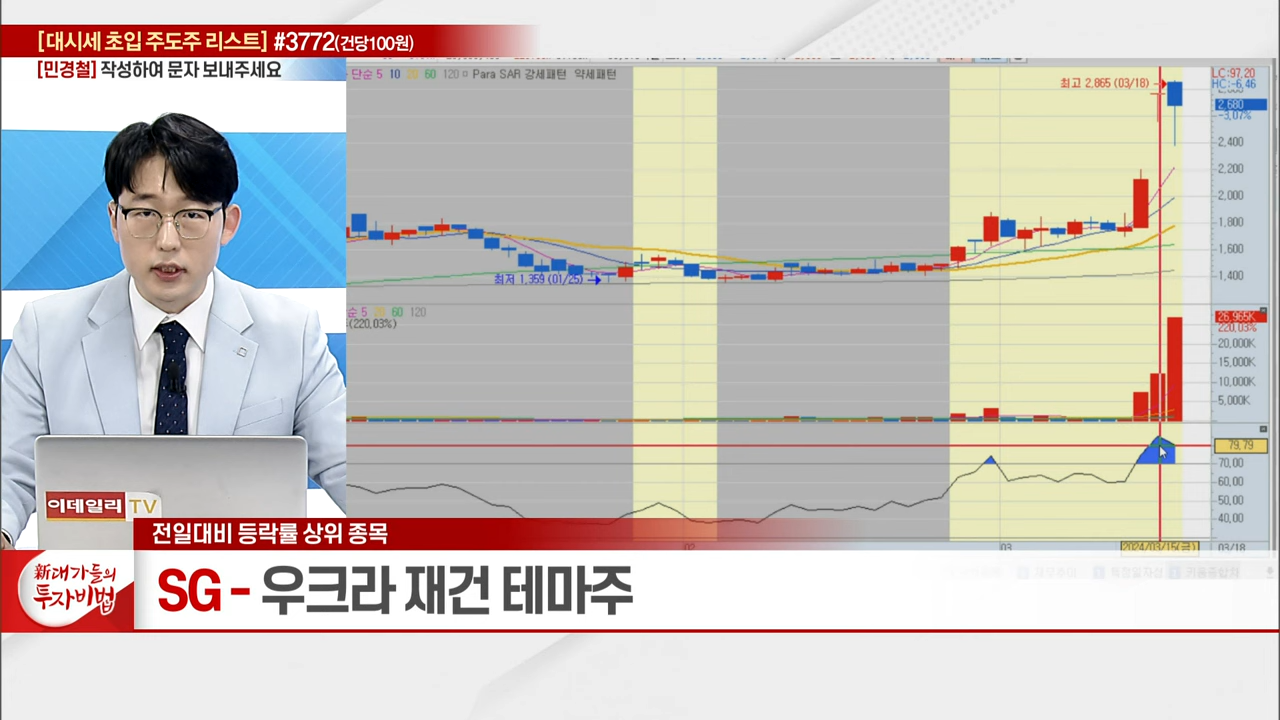 [대시세 초입 주도주 리스트] #3772(건당100원)
[민경철] 작성하여 문자 보내주세요
단순 5 10 20 60 120 Para SAR 강세패턴 약세패턴
최고 2,865 (03/18)
LC:97.20
HC:-6.46
2,680
-3.07%
2,400
2,200
2,000
1,800
1,600
1,400
최저 1,359 (01/25)
순 5 20 60 120
(220.03%)
26,965K
220.03%
20,000K
15,000K
10,000K
5,000K
79.79
70.00
60.00
50.00
40.00
02
03
2024/03/15(금)
03/18
이데일리 TV
전일대비 등락률 상위 종목
新대가들의
투자비법
SG - 우크라 재건 테마주